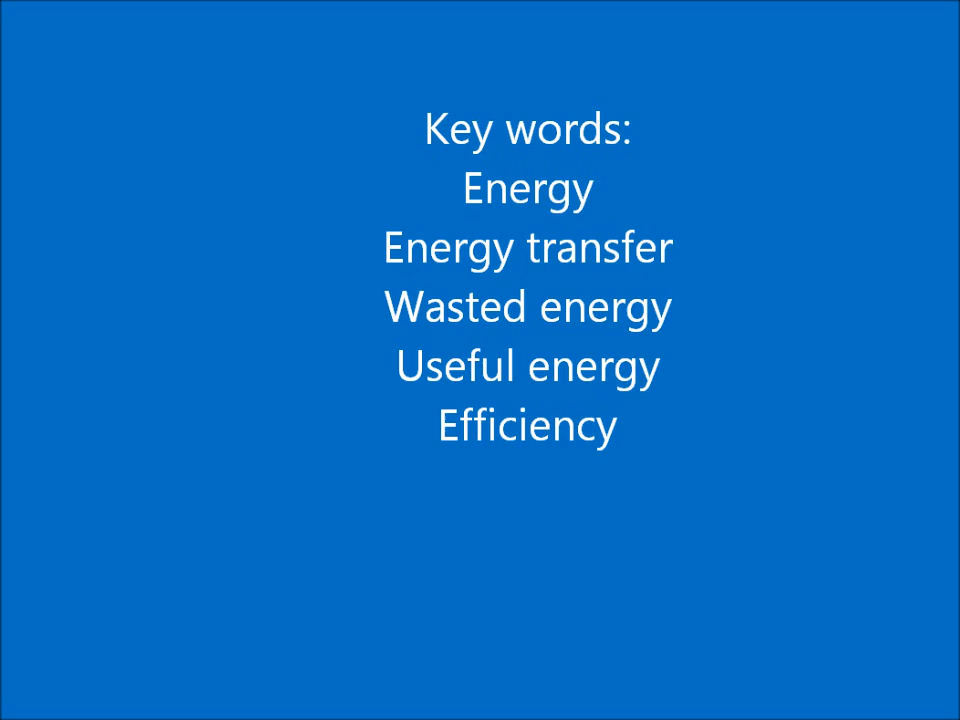 Key words:
Energy
Energy transfer
Wasted energy
Useful energy
Efficiency